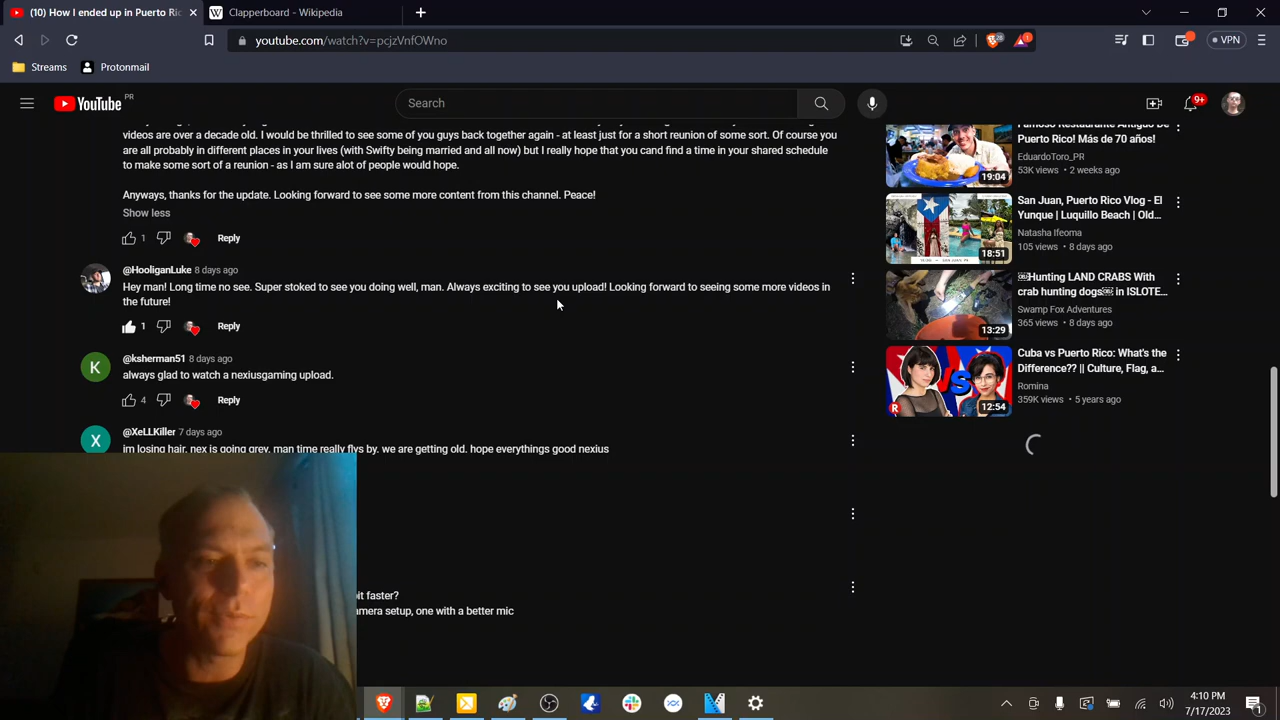 (10) How I ended up in Puerto Ric
Clapperboard - Wikipedia
youtube.com/watch?v=pcjzVnfOWno
28
1
VPN
Streams
Protonmail
YouTube
PR
Search
9+
videos are over a decade old. I would be thrilled to see some of you guys back together again - at least just for a short reunion of some sort. Of course you
are all probably in different places in your lives (with Swifty being married and all now) but I really hope that you cand find a time in your shared schedule
to make some sort of a reunion - as I am sure alot of people would hope.
Anyways, thanks for the update. Looking forward to see some more content from this channel. Peace!
Show less
1
Reply
@HooliganLuke 8 days ago
Hey man! Long time no see. Super stoked to see you doing well, man. Always exciting to see you upload! Looking forward to seeing some more videos in
the future!
1
Reply
K
@ksherman51 8 days ago
always glad to watch a nexiusgaming upload.
4
Reply
X
@XeLLKiller 7 days ago
im losing hair, nex is going grey, man time really flys by. we are getting old. hope everythings good nexius
bit faster?
mera setup, one with a better mic
Famoso Restaurante Antiguo De
Puerto Rico! Más de 70 años!
EduardoToro_PR
53K views • 2 weeks ago
19:04
San Juan, Puerto Rico Vlog - El
Yunque | Luquillo Beach | Old...
Natasha Ifeoma
105 views • 8 days ago
18:51
Hunting LAND CRABS With
crab hunting dogs in ISLOTE...
Swamp Fox Adventures
365 views • 8 days ago
13:29
Cuba vs Puerto Rico: What's the
Difference?? || Culture, Flag, a...
Romina
359K views • 5 years ago
VS
R
12:54
4:10 PM
7/17/2023
1